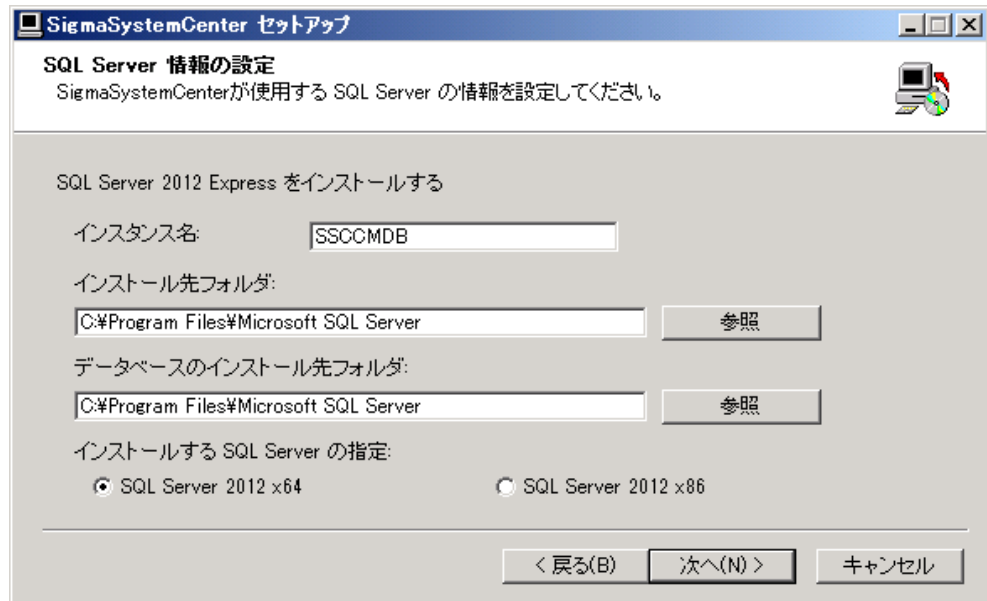 SigmaSystemCenter セットアップ
SQL Server 情報の設定
SigmaSystemCenterが使用する SQL Server の情報を設定してください。
SQL Server 2012 Express をインストールする
インスタンス名: SSCCMDB
インストール先フォルダ:
C:¥Program Files¥Microsoft SQL Server 参照
データベースのインストール先フォルダ:
C:¥Program Files¥Microsoft SQL Server 参照
インストールする SQL Server の指定:
SQL Server 2012 x64 SQL Server 2012 x86
< 戻る(B) 次へ(N) > キャンセル